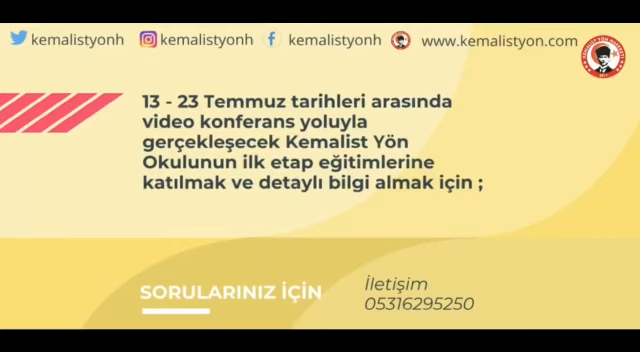 kemalistyonh kemalistyonh kemalistyonh www.kemalistyon.com
13 - 23 Temmuz tarihleri arasında
video konferans yoluyla
gerçekleşecek Kemalist Yön
Okulunun ilk etap eğitimlerine
katılmak ve detaylı bilgi almak için ;
SORULARINIZ İÇİN
İletişim
05316295250